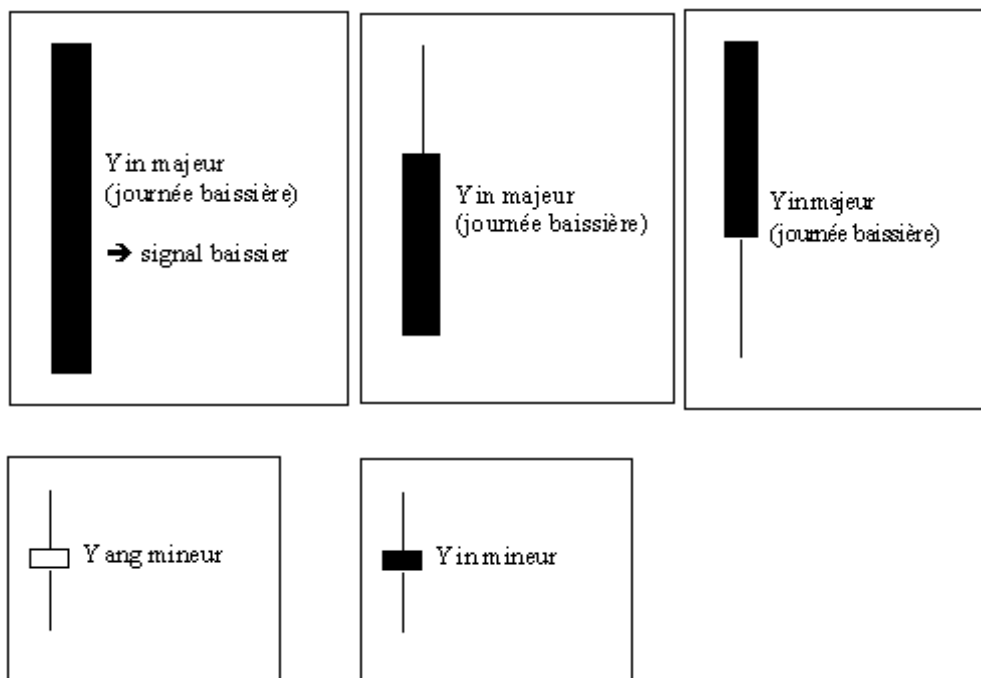 Yin majeur
(journée baissière)
➔ signal baissier
Yin majeur
(journée baissière)
Yin majeur
(journée baissière)
Yang mineur
Yin mineur